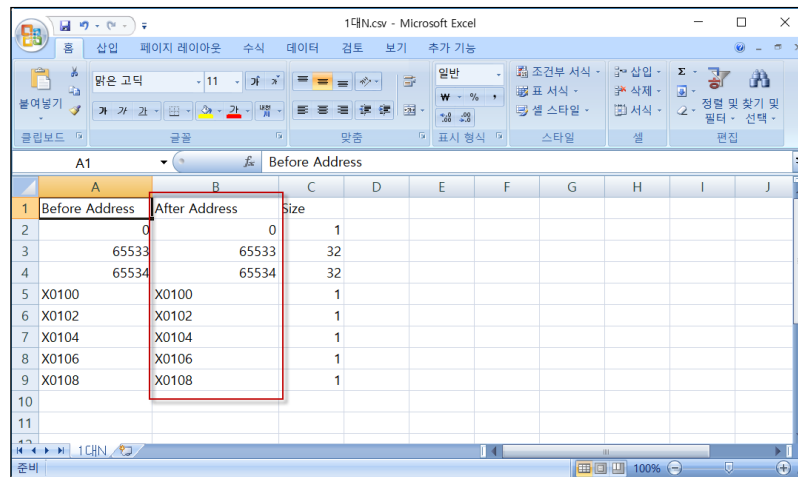 1대N.csv - Microsoft Excel
홈 삽입 페이지 레이아웃 수식 데이터 검토 보기 추가 기능
붙여넣기
맑은 고딕 11
가 가 가
일반
₩ % ,
조건부 서식
표 서식
셀 스타일
삽입
삭제
서식
Σ
정렬 및 필터
찾기 및 선택
클립보드 글꼴 맞춤 표시 형식 스타일 셀 편집
A1 fx Before Address
A B C D E F G H I J
1 Before Address After Address Size
2 0 0 1
3 65533 65533 32
4 65534 65534 32
5 X0100 X0100 1
6 X0102 X0102 1
7 X0104 X0104 1
8 X0106 X0106 1
9 X0108 X0108 1
10
11
1대N
준비 100%